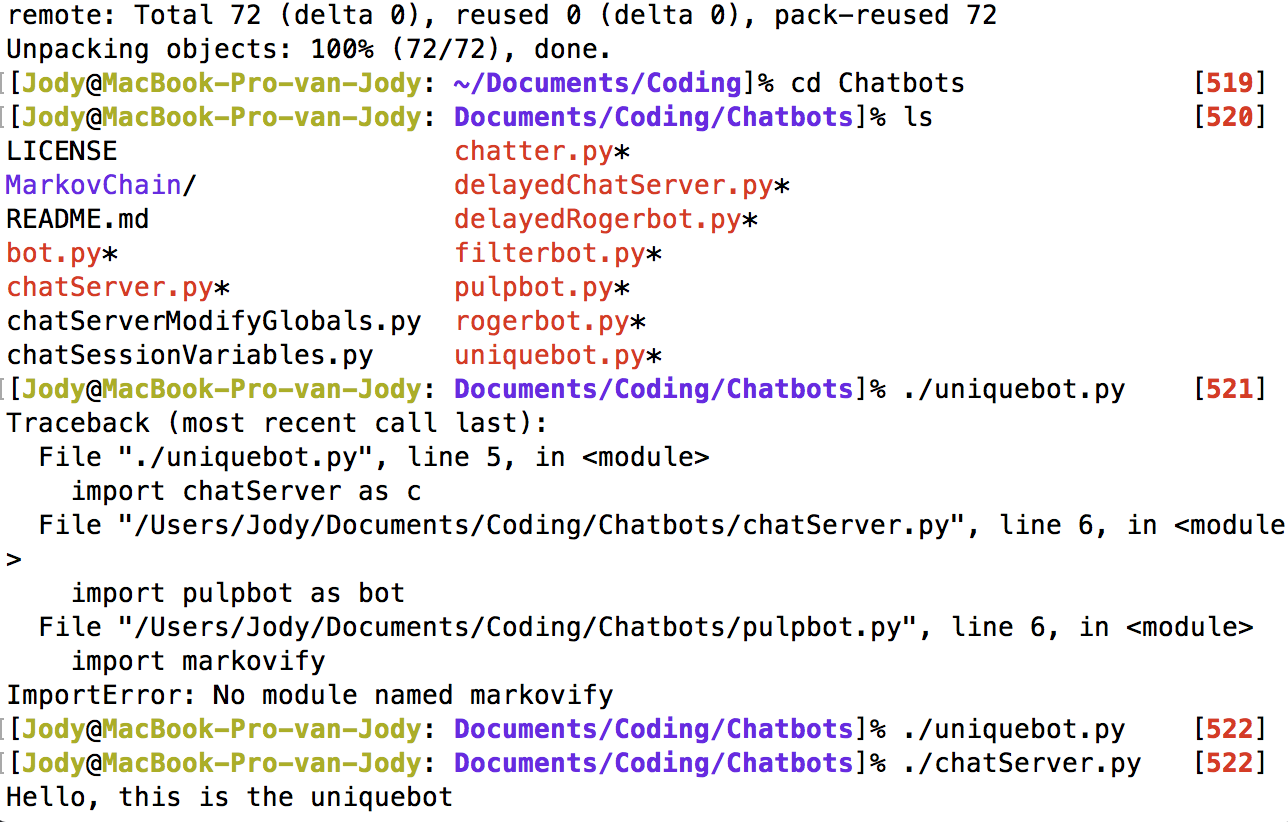 remote: Total 72 (delta 0), reused 0 (delta 0), pack-reused 72
Unpacking objects: 100% (72/72), done.
[[Jody@MacBook-Pro-van-Jody: ~/Documents/Coding]% cd Chatbots [519]
[[Jody@MacBook-Pro-van-Jody: Documents/Coding/Chatbots]% ls [520]
LICENSE chatter.py*
MarkovChain/ delayedChatServer.py*
README.md delayedRogerbot.py*
bot.py* filterbot.py*
chatServer.py* pulpbot.py*
chatServerModifyGlobals.py rogerbot.py*
chatSessionVariables.py uniquebot.py*
[[Jody@MacBook-Pro-van-Jody: Documents/Coding/Chatbots]% ./uniquebot.py [521]
Traceback (most recent call last):
  File "./uniquebot.py", line 5, in <module>
    import chatServer as c
  File "/Users/Jody/Documents/Coding/Chatbots/chatServer.py", line 6, in <module
>
    import pulpbot as bot
  File "/Users/Jody/Documents/Coding/Chatbots/pulpbot.py", line 6, in <module>
    import markovify
ImportError: No module named markovify
[[Jody@MacBook-Pro-van-Jody: Documents/Coding/Chatbots]% ./uniquebot.py [522]
[[Jody@MacBook-Pro-van-Jody: Documents/Coding/Chatbots]% ./chatServer.py [522]
Hello, this is the uniquebot